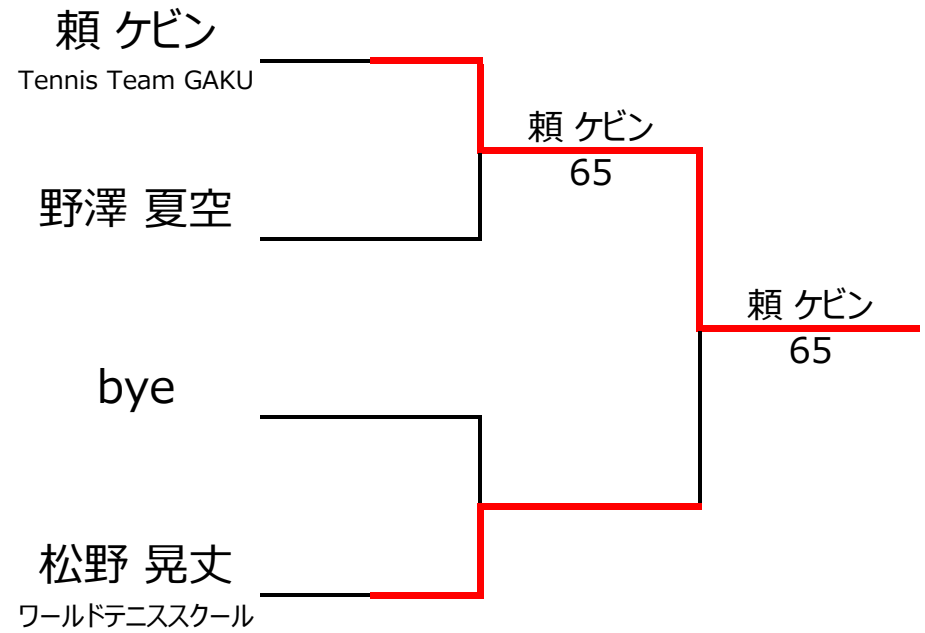 頼 ケビン
Tennis Team GAKU
頼 ケビン
65
野澤 夏空
頼 ケビン
65
bye
松野 晃丈
ワールドテニススクール